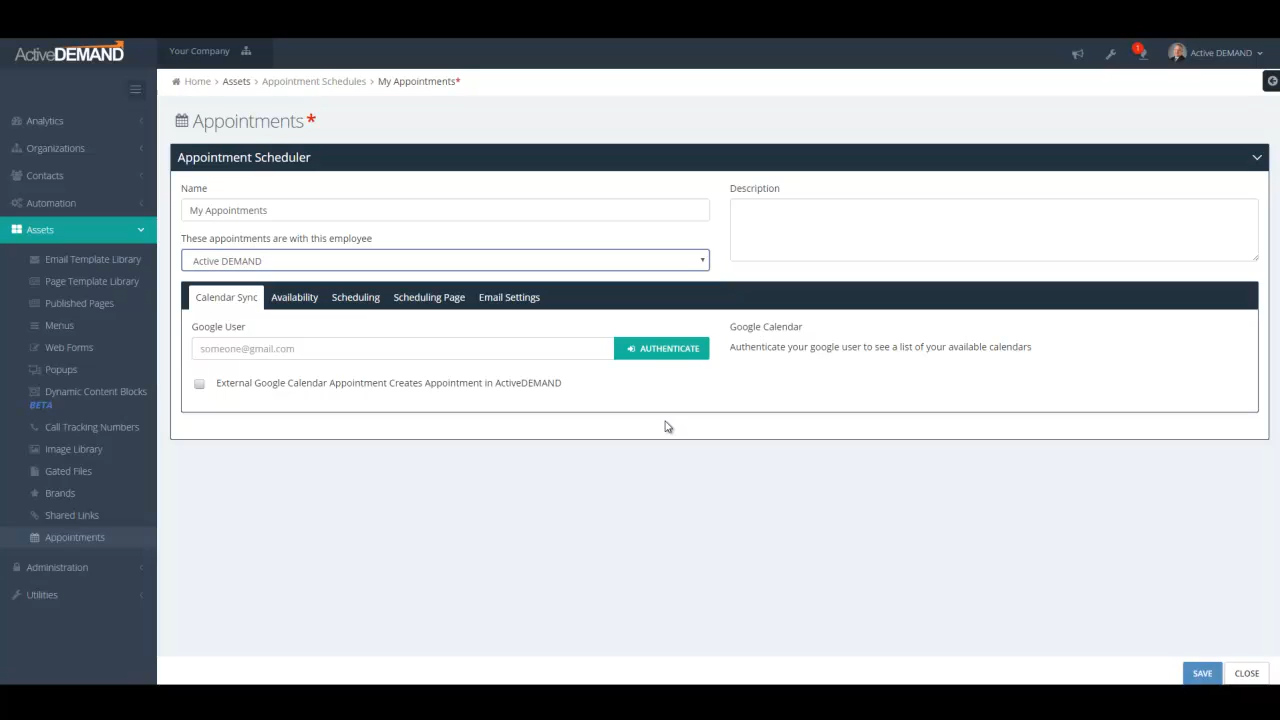 ActiveDEMAND
Your Company
1
Active DEMAND
Home > Assets > Appointment Schedules > My Appointments*
Analytics
Organizations
Contacts
Automation
Assets
Email Template Library
Page Template Library
Published Pages
Menus
Web Forms
Popups
Dynamic Content Blocks
BETA
Call Tracking Numbers
Image Library
Gated Files
Brands
Shared Links
Appointments
Administration
Utilities
Appointments *
Appointment Scheduler
Name
My Appointments
Description
These appointments are with this employee
Active DEMAND
Calendar Sync Availability Scheduling Scheduling Page Email Settings
Google User
someone@gmail.com
AUTHENTICATE
Google Calendar
Authenticate your google user to see a list of your available calendars
External Google Calendar Appointment Creates Appointment in ActiveDEMAND
SAVE CLOSE